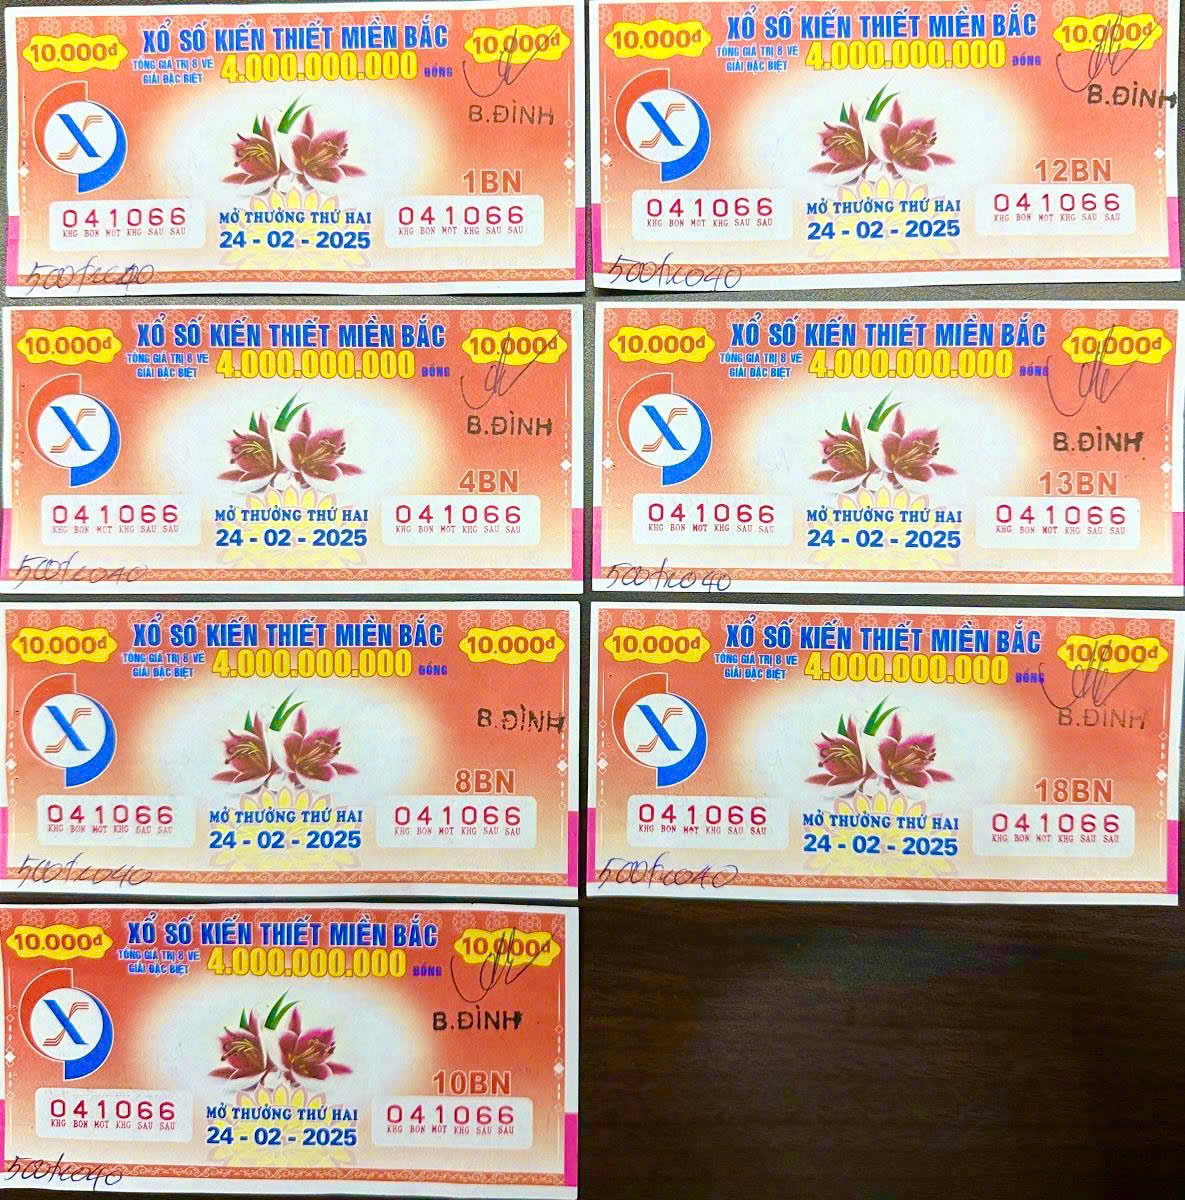 10.000đ XỔ SỐ KIẾN THIẾT MIỀN BẮC 10.000đ
TỔNG GIÁ TRỊ 8 VÉ
GIẢI ĐẶC BIỆT 4.000.000.000 ĐỒNG
B.ĐÌNH
1BN
041066 MỞ THƯỞNG THỨ HAI 041066
KHG BON MOT KHG SAU SAU 24 - 02 - 2025 KHG BON MOT KHG SAU SAU
10.000đ XỔ SỐ KIẾN THIẾT MIỀN BẮC 10.000đ
TỔNG GIÁ TRỊ 8 VÉ
GIẢI ĐẶC BIỆT 4.000.000.000 ĐỒNG
B.ĐÌNH
12BN
041066 MỞ THƯỞNG THỨ HAI 041066
KHG BON MOT KHG SAU SAU 24 - 02 - 2025 KHG BON MOT KHG SAU SAU
10.000đ XỔ SỐ KIẾN THIẾT MIỀN BẮC 10.000đ
TỔNG GIÁ TRỊ 8 VÉ
GIẢI ĐẶC BIỆT 4.000.000.000 ĐỒNG
B.ĐÌNH
4BN
041066 MỞ THƯỞNG THỨ HAI 041066
KHG BON MOT KHG SAU SAU 24 - 02 - 2025 KHG BON MOT KHG SAU SAU
10.000đ XỔ SỐ KIẾN THIẾT MIỀN BẮC 10.000đ
TỔNG GIÁ TRỊ 8 VÉ
GIẢI ĐẶC BIỆT 4.000.000.000 ĐỒNG
B.ĐÌNH
13BN
041066 MỞ THƯỞNG THỨ HAI 041066
KHG BON MOT KHG SAU SAU 24 - 02 - 2025 KHG BON MOT KHG SAU SAU
10.000đ XỔ SỐ KIẾN THIẾT MIỀN BẮC 10.000đ
TỔNG GIÁ TRỊ 8 VÉ
GIẢI ĐẶC BIỆT 4.000.000.000 ĐỒNG
B.ĐÌNH
8BN
041066 MỞ THƯỞNG THỨ HAI 041066
KHG BON MOT KHG SAU SAU 24 - 02 - 2025 KHG BON MOT KHG SAU SAU
10.000đ XỔ SỐ KIẾN THIẾT MIỀN BẮC 10.000đ
TỔNG GIÁ TRỊ 8 VÉ
GIẢI ĐẶC BIỆT 4.000.000.000 ĐỒNG
B.ĐÌNH
18BN
041066 MỞ THƯỞNG THỨ HAI 041066
KHG BON MOT KHG SAU SAU 24 - 02 - 2025 KHG BON MOT KHG SAU SAU
10.000đ XỔ SỐ KIẾN THIẾT MIỀN BẮC 10.000đ
TỔNG GIÁ TRỊ 8 VÉ
GIẢI ĐẶC BIỆT 4.000.000.000 ĐỒNG
B.ĐÌNH
10BN
041066 MỞ THƯỞNG THỨ HAI 041066
KHG BON MOT KHG SAU SAU 24 - 02 - 2025 KHG BON MOT KHG SAU SAU